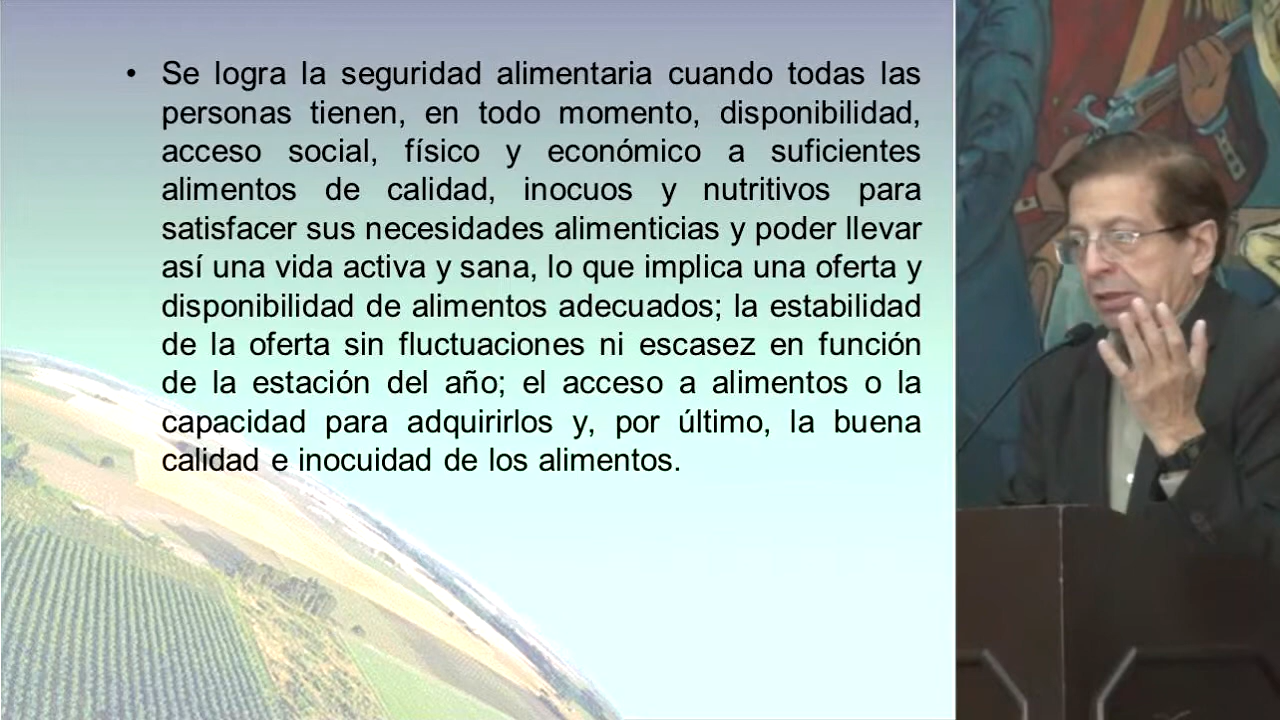 • Se logra la seguridad alimentaria cuando todas las
personas tienen, en todo momento, disponibilidad,
acceso social, físico y económico a suficientes
alimentos de calidad, inocuos y nutritivos para
satisfacer sus necesidades alimenticias y poder llevar
así una vida activa y sana, lo que implica una oferta y
disponibilidad de alimentos adecuados; la estabilidad
de la oferta sin fluctuaciones ni escasez en función
de la estación del año; el acceso a alimentos o la
capacidad para adquirirlos y, por último, la buena
calidad e inocuidad de los alimentos.